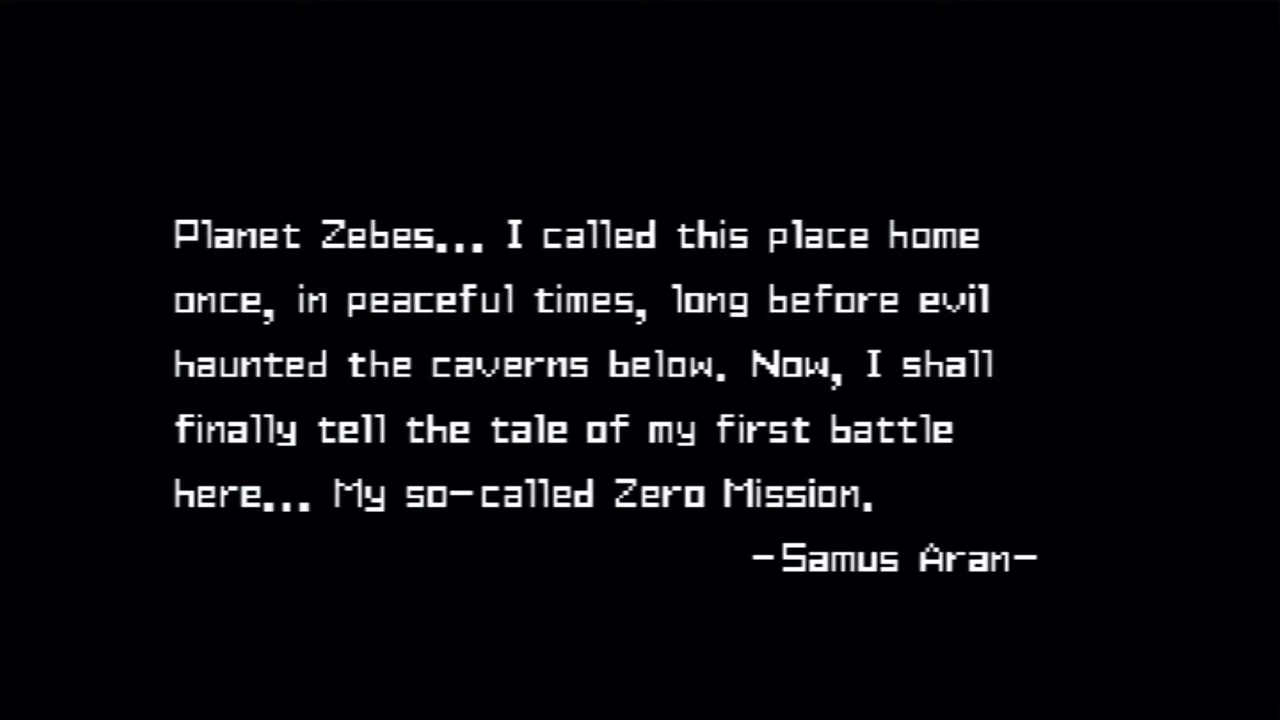 Planet Zebes... I called this place home
once, in peaceful times, long before evil
haunted the caverns below. Now, I shall
finally tell the tale of my first battle
here... My so-called Zero Mission.
-Samus Aran-